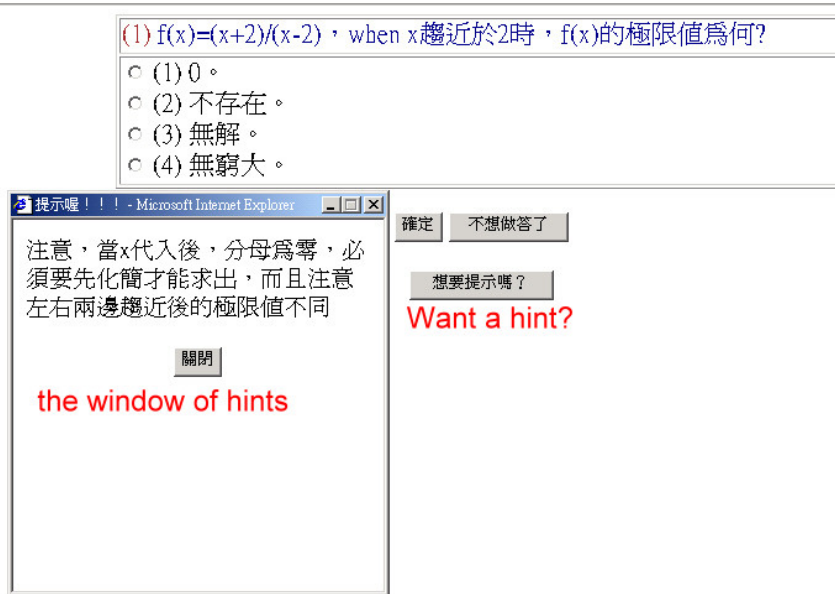 (1) f(x)=(x+2)/(x-2)，when x趨近於2時，f(x)的極限值爲何?
(1) 0。
(2) 不存在。
(3) 無解。
(4) 無窮大。
提示喔！！！ - Microsoft Internet Explorer
注意，當x代入後，分母爲零，必
須要先化簡才能求出，而且注意
左右兩邊趨近後的極限值不同
關閉
the window of hints
確定
不想做答了
想要提示嗎？
Want a hint?